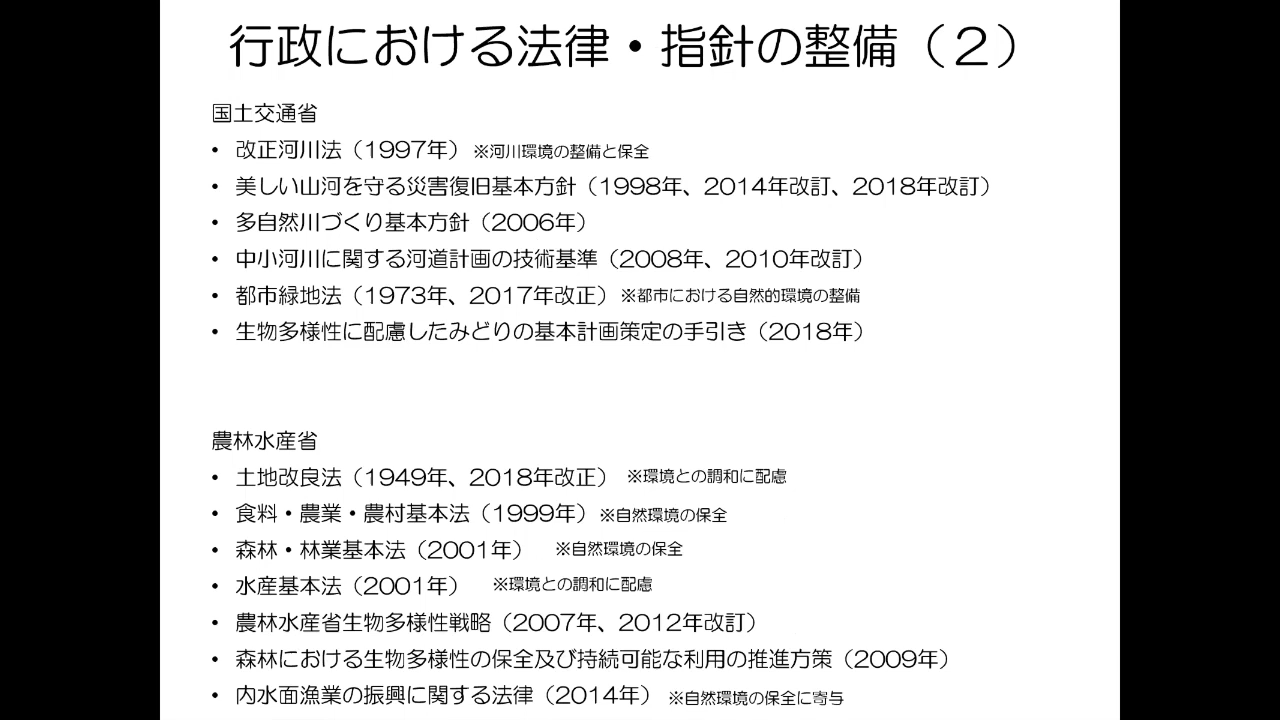 行政における法律・指針の整備（２）
国土交通省
• 改正河川法（1997年）※河川環境の整備と保全
• 美しい山河を守る災害復旧基本方針（1998年、2014年改訂、2018年改訂）
• 多自然川づくり基本方針（2006年）
• 中小河川に関する河道計画の技術基準（2008年、2010年改訂）
• 都市緑地法（1973年、2017年改正）※都市における自然的環境の整備
• 生物多様性に配慮したみどりの基本計画策定の手引き（2018年）
農林水産省
• 土地改良法（1949年、2018年改正） ※環境との調和に配慮
• 食料・農業・農村基本法（1999年）※自然環境の保全
• 森林・林業基本法（2001年） ※自然環境の保全
• 水産基本法（2001年） ※環境との調和に配慮
• 農林水産省生物多様性戦略（2007年、2012年改訂）
• 森林における生物多様性の保全及び持続可能な利用の推進方策（2009年）
• 内水面漁業の振興に関する法律（2014年） ※自然環境の保全に寄与